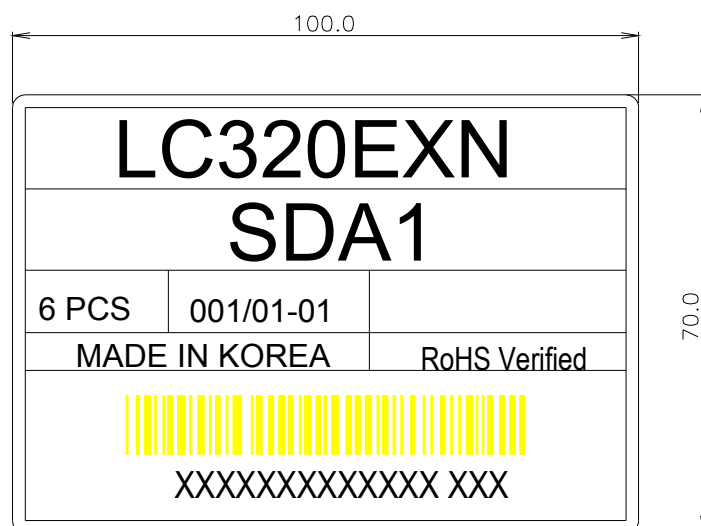 100.0
LC320EXN
SDA1
6 PCS 001/01-01
70.0
MADE IN KOREA RoHS Verified
XXXXXXXXXXXXX XXX